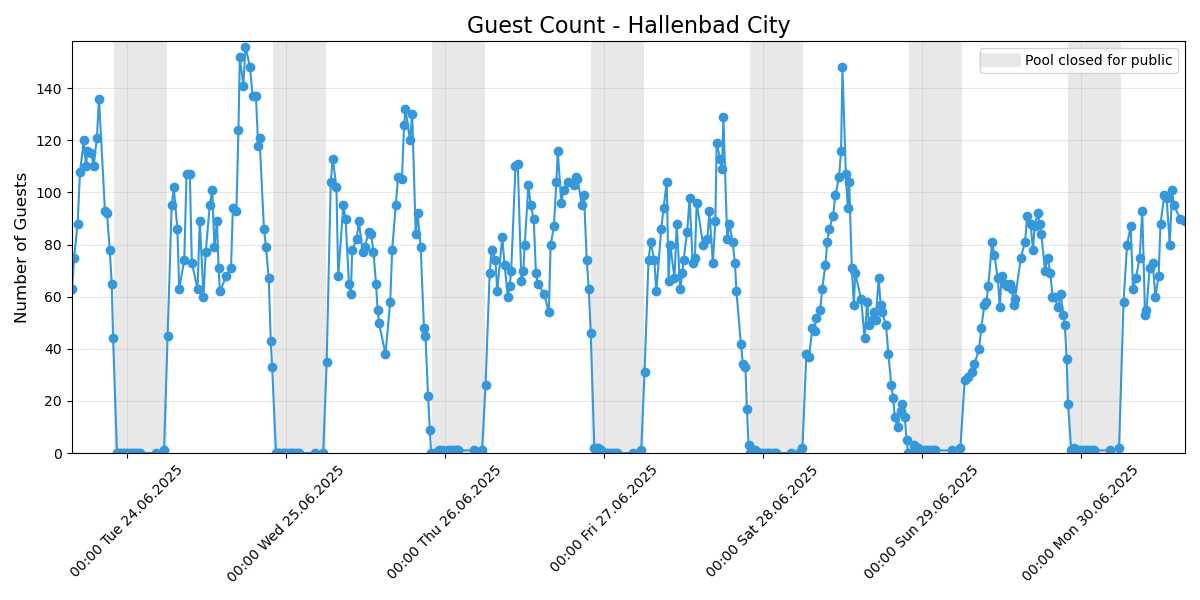 Guest Count - Hallenbad City
Pool closed for public
Number of Guests
140
120
100
80
60
40
20
0
00:00 Tue 24.06.2025
00:00 Wed 25.06.2025
00:00 Thu 26.06.2025
00:00 Fri 27.06.2025
00:00 Sat 28.06.2025
00:00 Sun 29.06.2025
00:00 Mon 30.06.2025